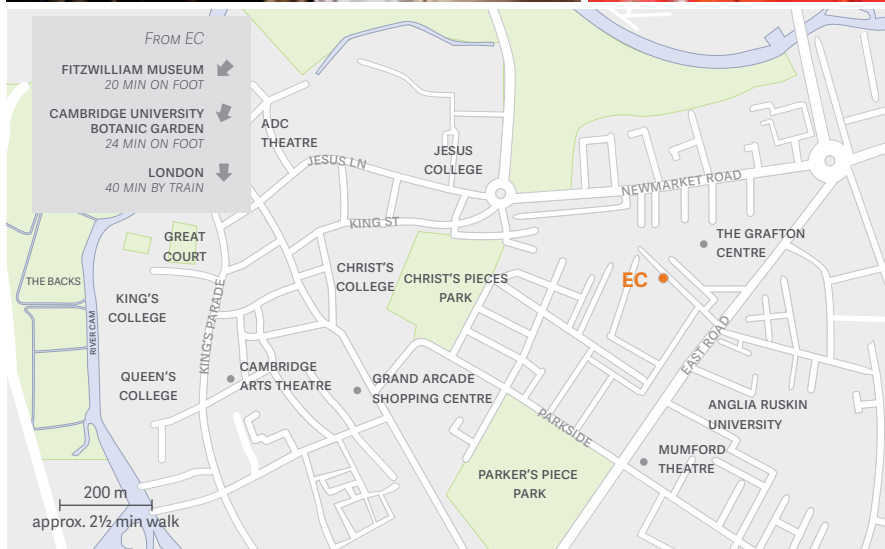 FROM EC
FITZWILLIAM MUSEUM
20 MIN ON FOOT
CAMBRIDGE UNIVERSITY
BOTANIC GARDEN
24 MIN ON FOOT
LONDON
40 MIN BY TRAIN
ADC
THEATRE
JESUS LN
JESUS
COLLEGE
NEWMARKET ROAD
KING ST
GREAT
COURT
THE GRAFTON
CENTRE
CHRIST'S
COLLEGE
CHRIST'S PIECES
PARK
EC
THE BACKS
KING'S
COLLEGE
RIVER CAM
KING'S PARADE
EAST ROAD
QUEEN'S
COLLEGE
CAMBRIDGE
ARTS THEATRE
GRAND ARCADE
SHOPPING CENTRE
PARKSIDE
ANGLIA RUSKIN
UNIVERSITY
MUMFORD
THEATRE
PARKER'S PIECE
PARK
200 m
approx. 2½ min walk